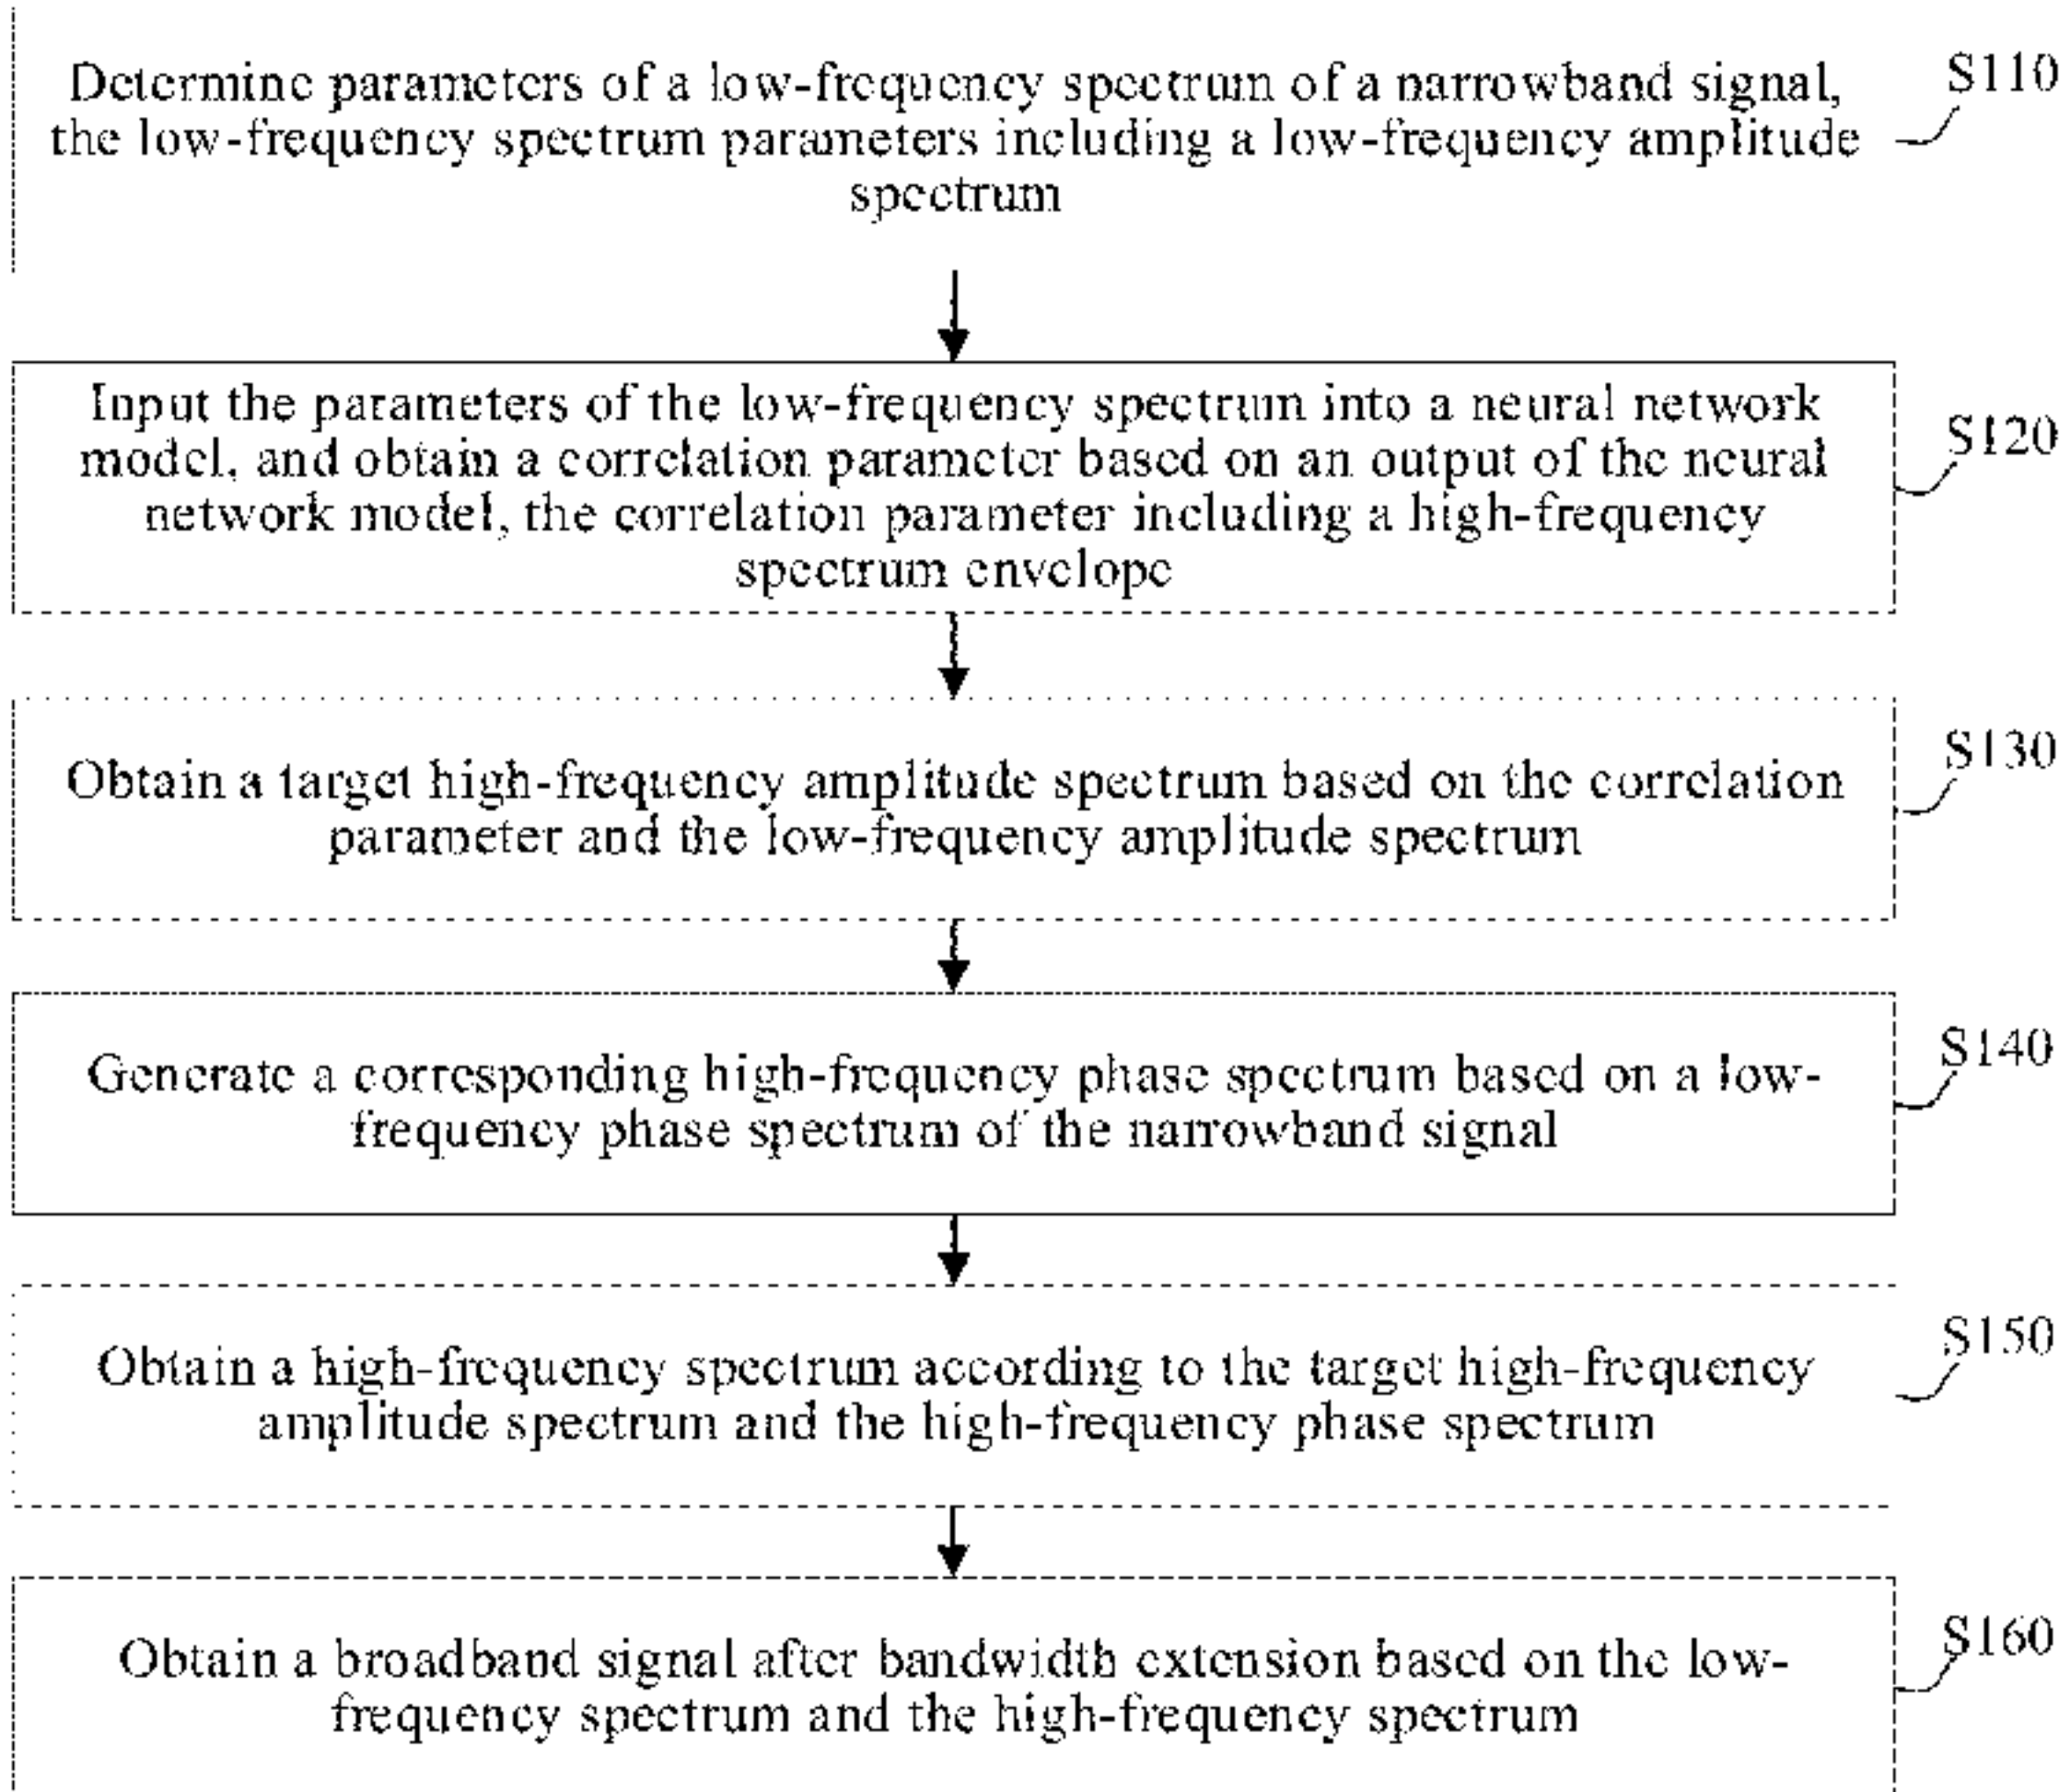 Determine parameters of a low-frequency spectrum of a narrowband signal,
the low-frequency spectrum parameters including a low-frequency amplitude
spectrum
S110
Input the parameters of the low-frequency spectrum into a neural network
model, and obtain a correlation parameter based on an output of the neural
network model, the correlation parameter including a high-frequency
spectrum envelope
S120
Obtain a target high-frequency amplitude spectrum based on the correlation
parameter and the low-frequency amplitude spectrum
S130
Generate a corresponding high-frequency phase spectrum based on a low-
frequency phase spectrum of the narrowband signal
S140
Obtain a high-frequency spectrum according to the target high-frequency
amplitude spectrum and the high-frequency phase spectrum
S150
Obtain a broadband signal after bandwidth extension based on the low-
frequency spectrum and the high-frequency spectrum
S160